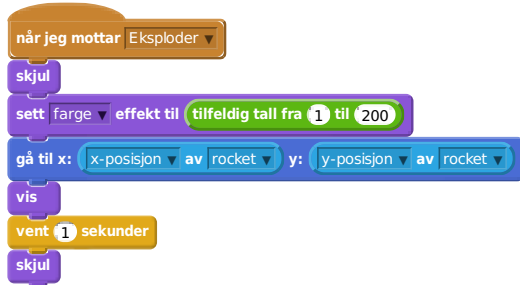 når jeg mottar Eksploder
skjul
sett farge effekt til tilfeldig tall fra 1 til 200
gå til x: x-posisjon av rocket y: y-posisjon av rocket
vis
vent 1 sekunder
skjul